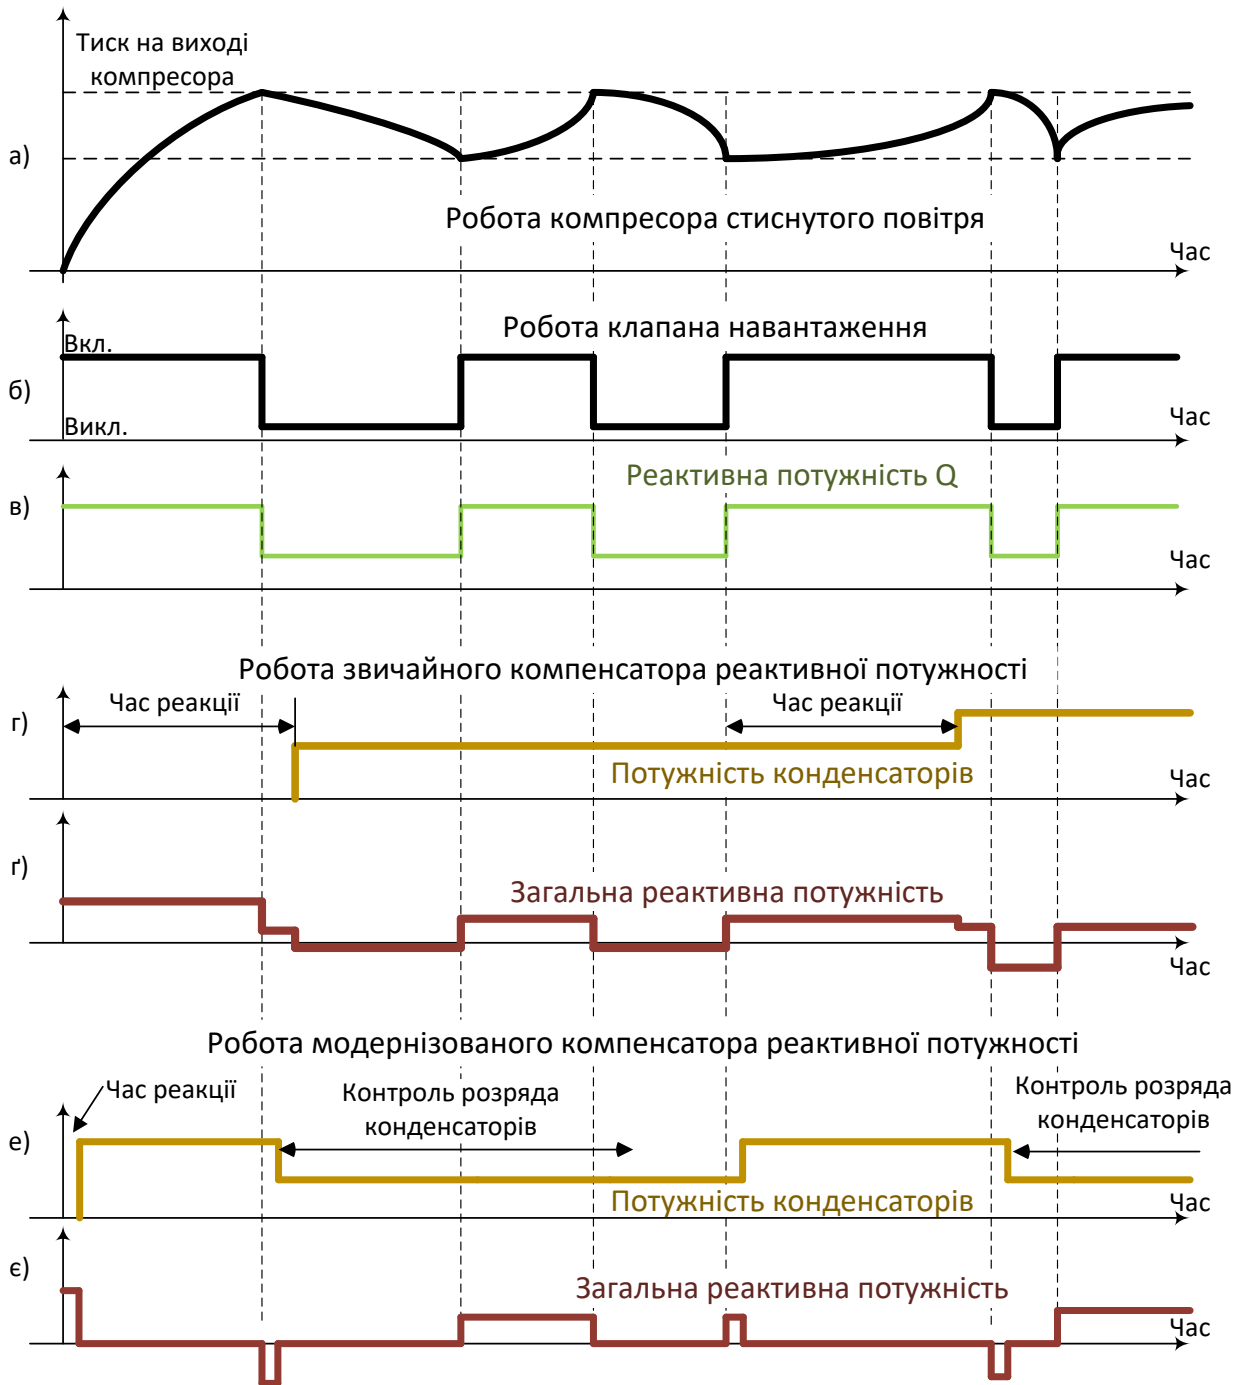 Тиск на виході
компресора
а)
Робота компресора стиснутого повітря
Час
Робота клапана навантаження
Вкл.
б)
Викл.
Час
Реактивна потужність Q
в)
Час
Робота звичайного компенсатора реактивної потужності
Час реакції
Час реакції
г)
Потужність конденсаторів
Час
ґ)
Загальна реактивна потужність
Час
Робота модернізованого компенсатора реактивної потужності
Час реакції
Контроль розряда
конденсаторів
Контроль розряда
конденсаторів
е)
Потужність конденсаторів
Час
є)
Загальна реактивна потужність
Час